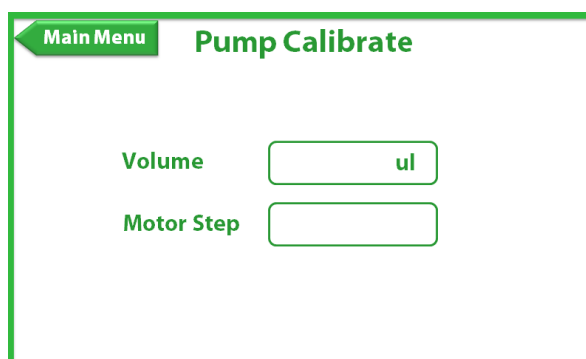 Main Menu
Pump Calibrate
Volume
ul
Motor Step